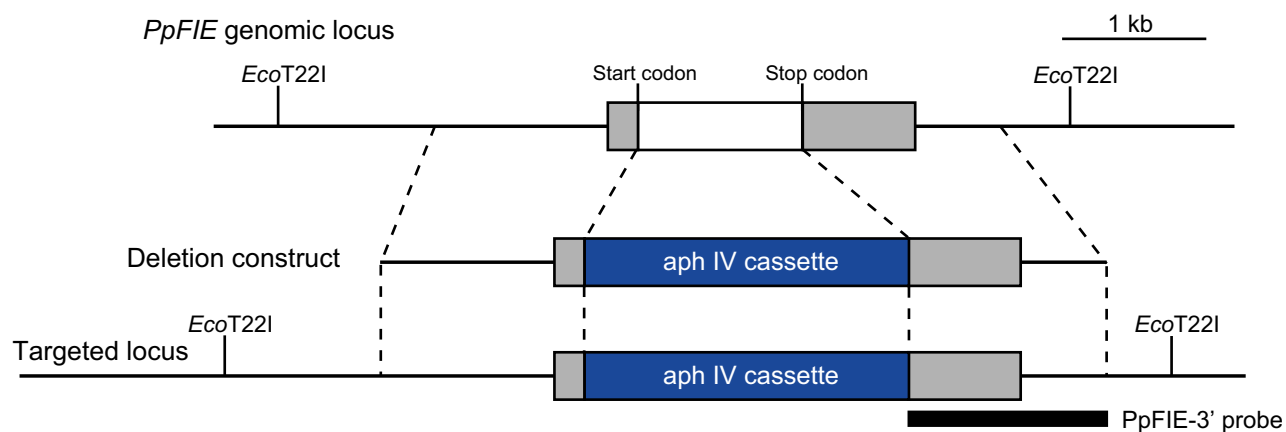 PpFIE genomic locus
1 kb
EcoT22I
Start codon
Stop codon
EcoT22I
Deletion construct
aph IV cassette
EcoT22I
EcoT22I
Targeted locus
aph IV cassette
PpFIE-3’ probe